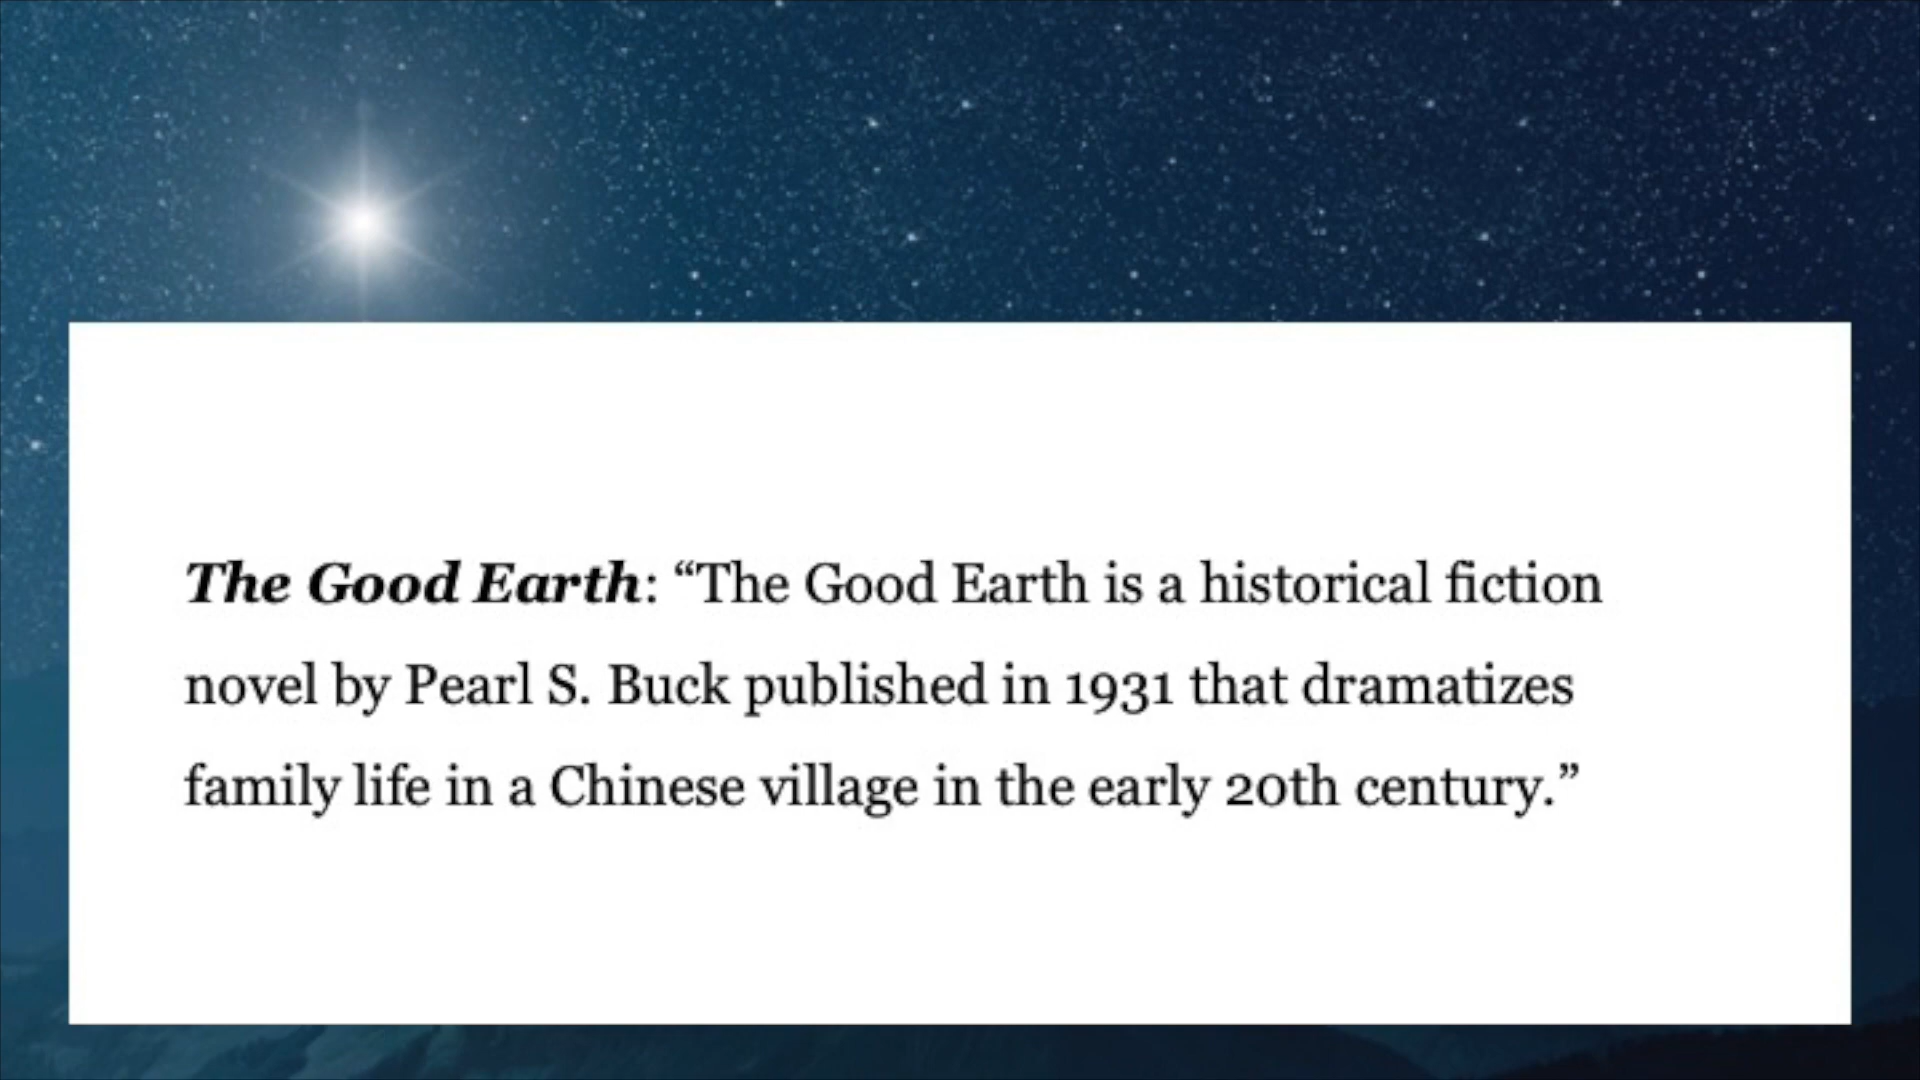 The Good Earth: “The Good Earth is a historical fiction
novel by Pearl S. Buck published in 1931 that dramatizes
family life in a Chinese village in the early 20th century.”